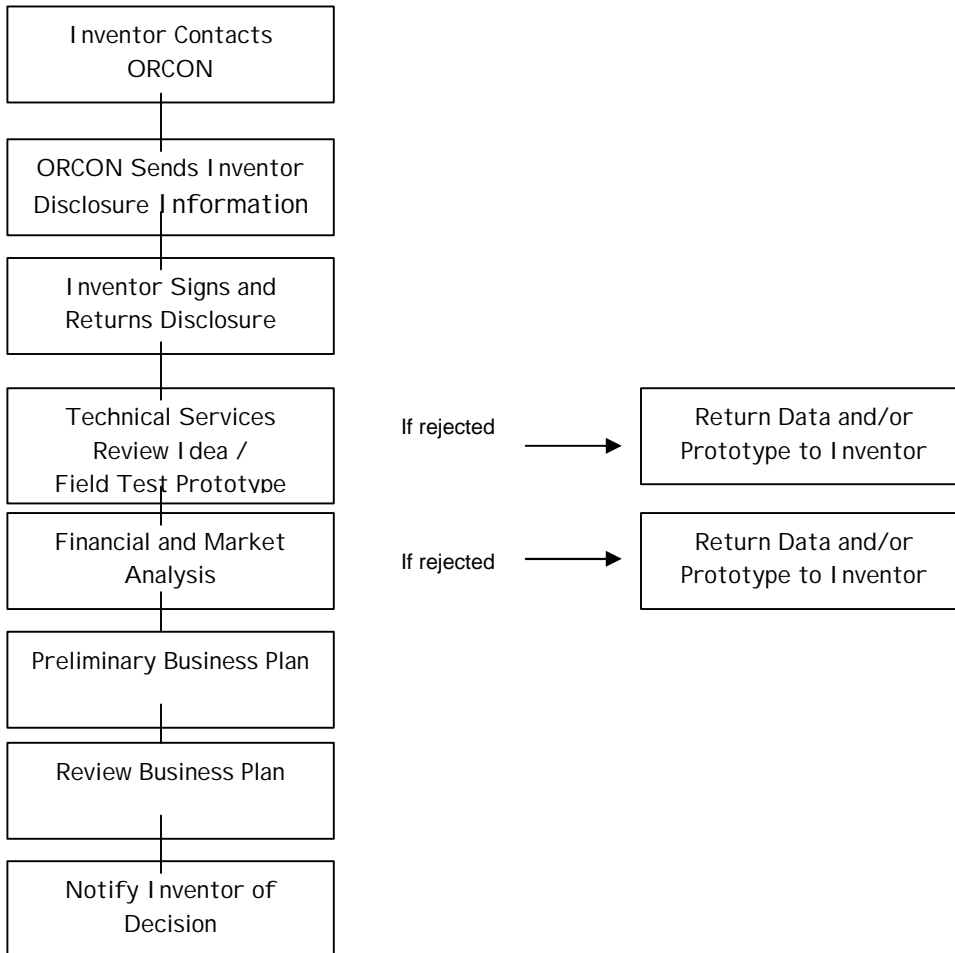 Inventor Contacts
ORCON
ORCON Sends Inventor
Disclosure Information
Inventor Signs and
Returns Disclosure
Technical Services
Review Idea /
Field Test Prototype
If rejected
Return Data and/or
Prototype to Inventor
Financial and Market
Analysis
If rejected
Return Data and/or
Prototype to Inventor
Preliminary Business Plan
Review Business Plan
Notify Inventor of
Decision